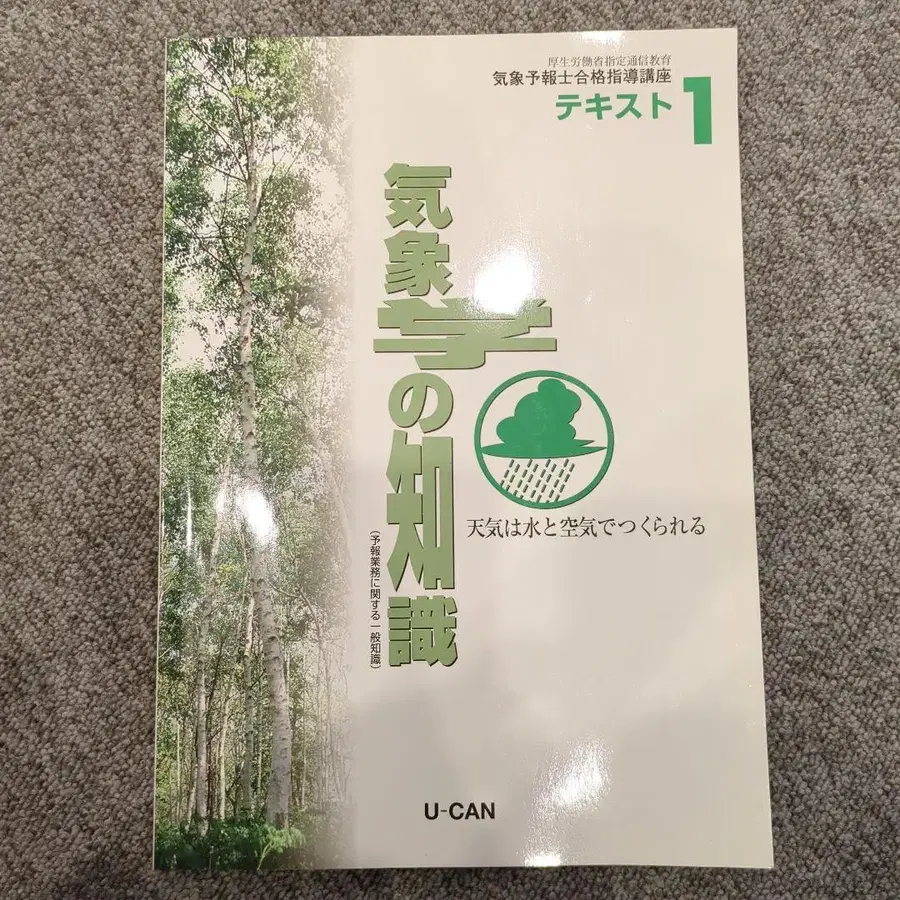 厚生労働省指定通信教育
気象予報士合格指導講座
テキスト1
気象学の知識
(予報業務に関する一般知識)
天気は水と空気でつくられる
U-CAN